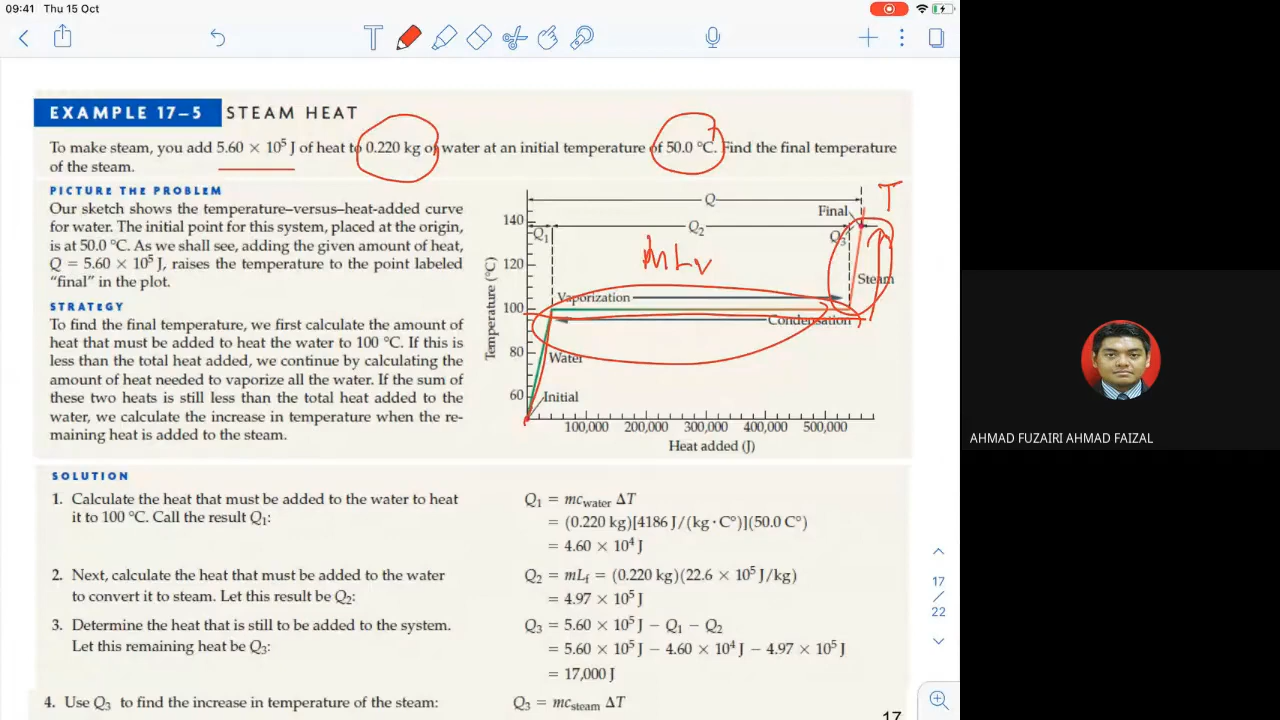 09:41 Thu 15 Oct
EXAMPLE 17–5 STEAM HEAT
To make steam, you add 5.60 × 10⁵ J of heat to 0.220 kg of water at an initial temperature of 50.0 °C. Find the final temperature
of the steam.
PICTURE THE PROBLEM
Our sketch shows the temperature–versus–heat-added curve
for water. The initial point for this system, placed at the origin,
is at 50.0 °C. As we shall see, adding the given amount of heat,
Q = 5.60 × 10⁵ J, raises the temperature to the point labeled
“final” in the plot.
STRATEGY
To find the final temperature, we first calculate the amount of
heat that must be added to heat the water to 100 °C. If this is
less than the total heat added, we continue by calculating the
amount of heat needed to vaporize all the water. If the sum of
these two heats is still less than the total heat added to the
water, we calculate the increase in temperature when the re-
maining heat is added to the steam.
T
Q
Final
140
Q₁
Q₂
Q₃
mLv
120
Steam
Vaporization
100
Condensation
Temperature (°C)
80
Water
60
Initial
100,000 200,000 300,000 400,000 500,000
Heat added (J)
SOLUTION
1. Calculate the heat that must be added to the water to heat
it to 100 °C. Call the result Q₁:
Q₁ = mc_water ΔT
= (0.220 kg)[4186 J/(kg · C°)](50.0 C°)
= 4.60 × 10⁴ J
2. Next, calculate the heat that must be added to the water
to convert it to steam. Let this result be Q₂:
Q₂ = mL_f = (0.220 kg)(22.6 × 10⁵ J/kg)
= 4.97 × 10⁵ J
3. Determine the heat that is still to be added to the system.
Let this remaining heat be Q₃:
Q₃ = 5.60 × 10⁵ J − Q₁ − Q₂
= 5.60 × 10⁵ J − 4.60 × 10⁴ J − 4.97 × 10⁵ J
= 17,000 J
4. Use Q₃ to find the increase in temperature of the steam:
Q₃ = mc_steam ΔT
17
/
22
17
AHMAD FUZAIRI AHMAD FAIZAL